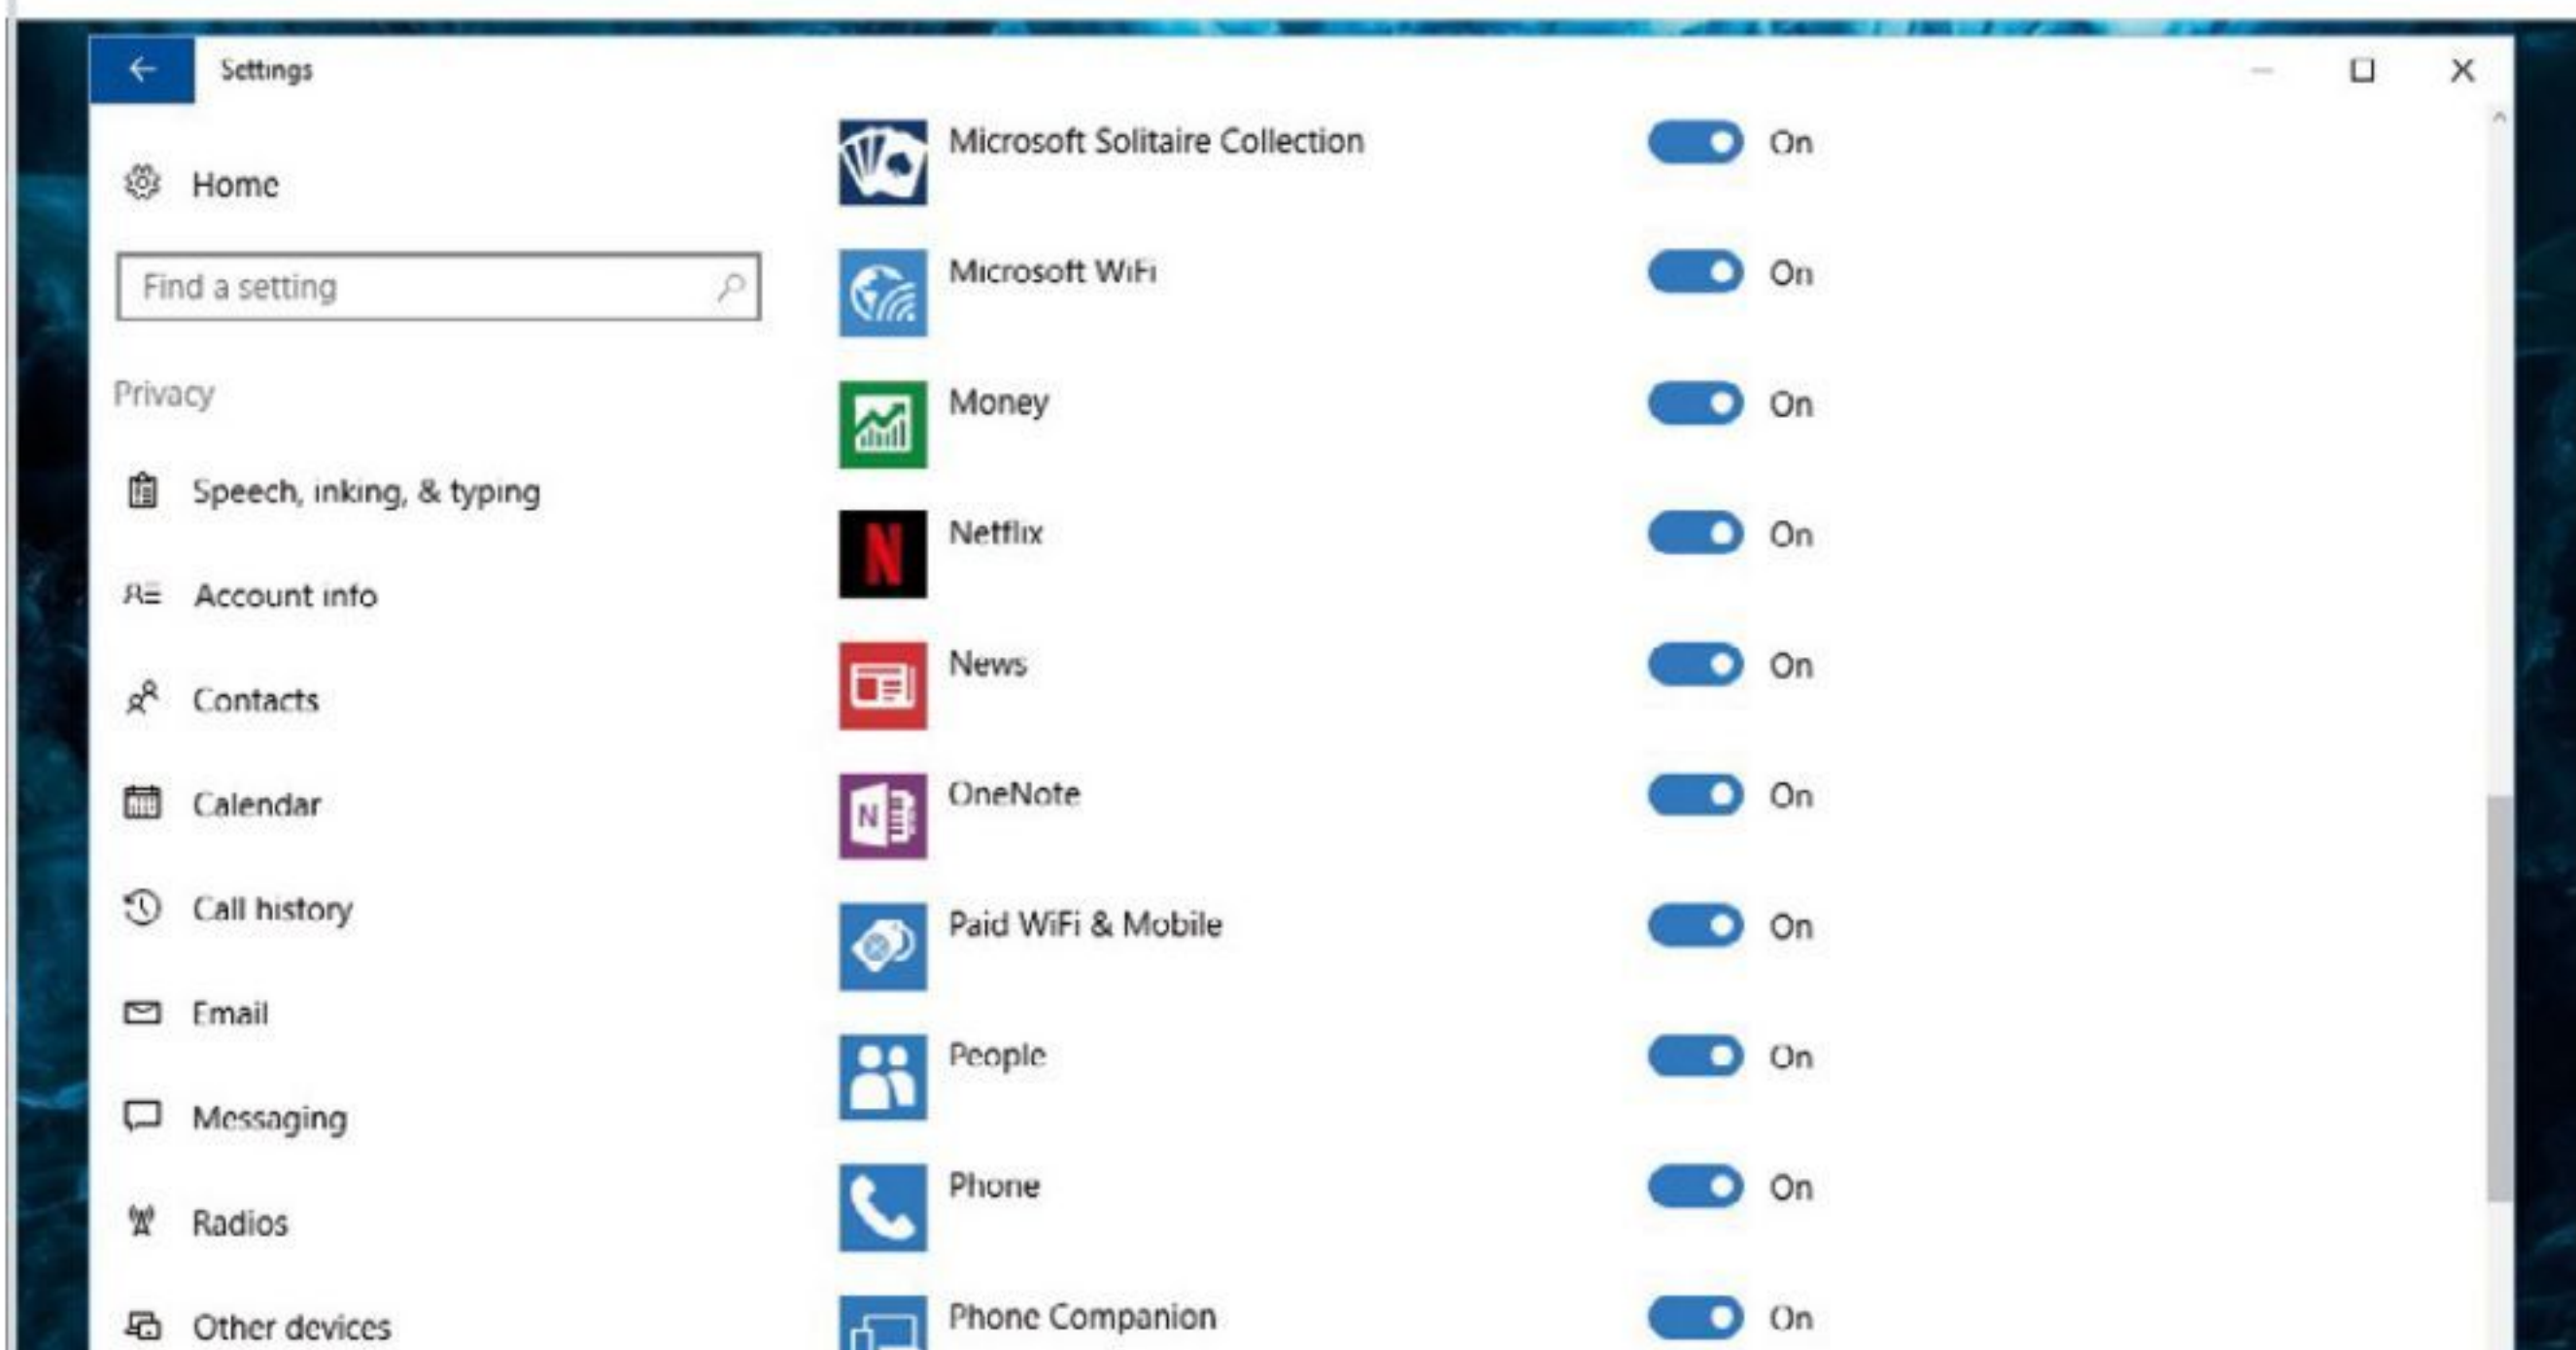 Settings
Home
Find a setting
Privacy
Speech, inking, & typing
Account info
Contacts
Calendar
Call history
Email
Messaging
Radios
Other devices
Microsoft Solitaire Collection On
Microsoft WiFi On
Money On
Netflix On
News On
OneNote On
Paid WiFi & Mobile On
People On
Phone On
Phone Companion On